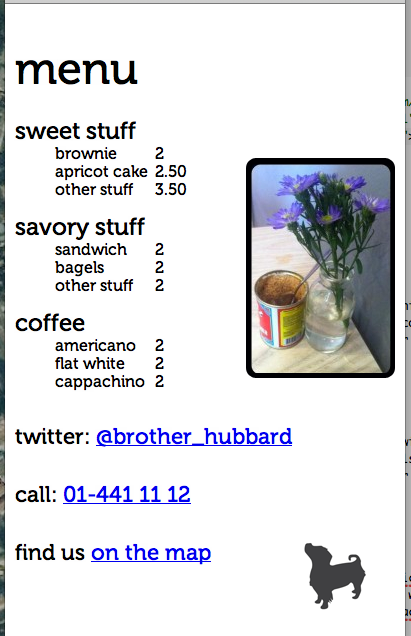 menu
sweet stuff
brownie 2
apricot cake 2.50
other stuff 3.50
savory stuff
sandwich 2
bagels 2
other stuff 2
coffee
americano 2
flat white 2
cappachino 2
twitter: @brother_hubbard
call: 01-441 11 12
find us on the map